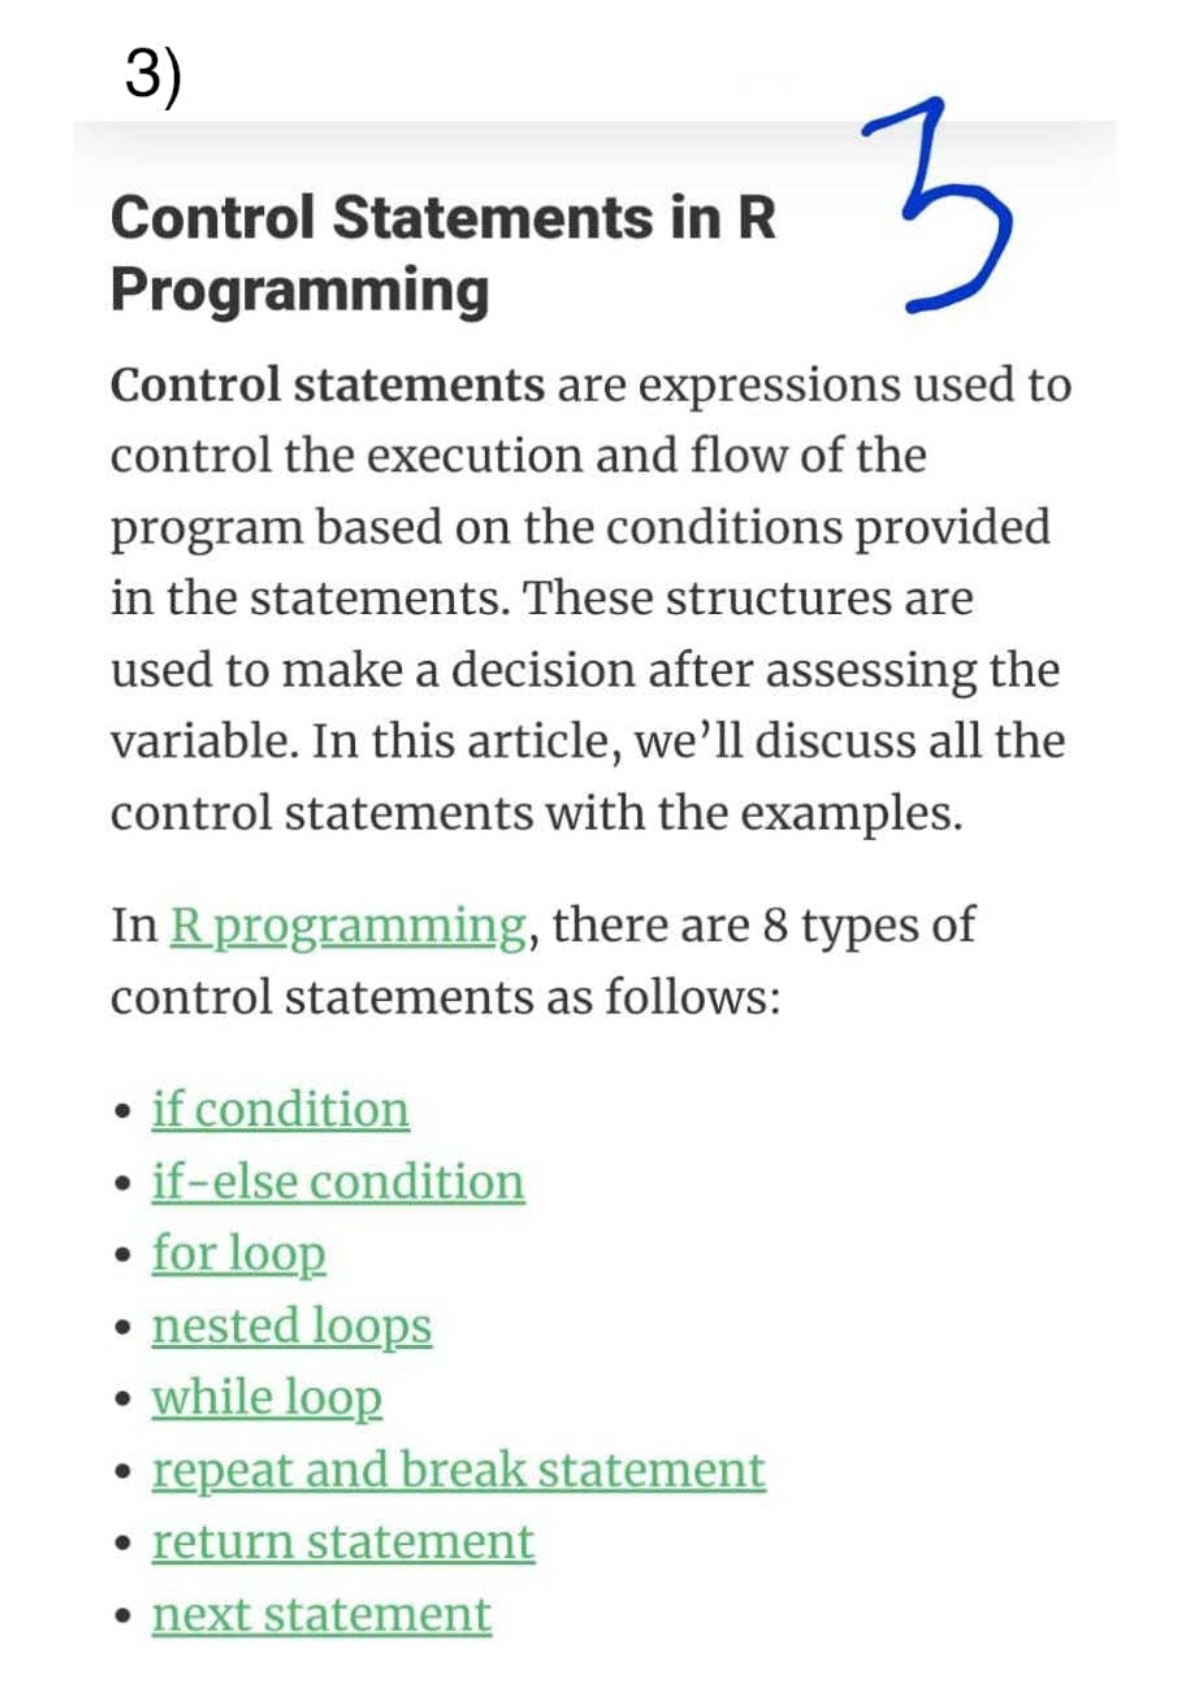 3)
3
Control Statements in R
Programming
Control statements are expressions used to
control the execution and flow of the
program based on the conditions provided
in the statements. These structures are
used to make a decision after assessing the
variable. In this article, we’ll discuss all the
control statements with the examples.
In R programming, there are 8 types of
control statements as follows:
• if condition
• if-else condition
• for loop
• nested loops
• while loop
• repeat and break statement
• return statement
• next statement